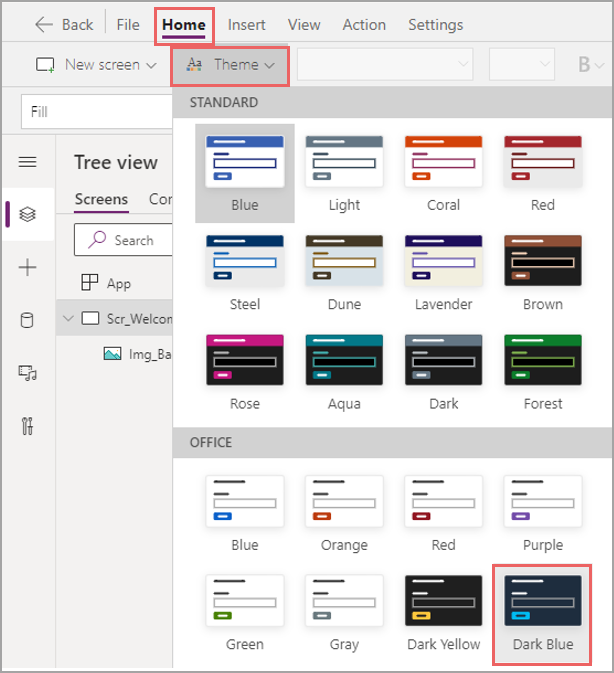 Back File Home Insert View Action Settings
New screen Aa Theme B
Fill
STANDARD
Tree view
Screens Con
Search
App
Scr_Welcom
Img_Ba
Blue Light Coral Red
Steel Dune Lavender Brown
Rose Aqua Dark Forest
OFFICE
Blue Orange Red Purple
Green Gray Dark Yellow Dark Blue